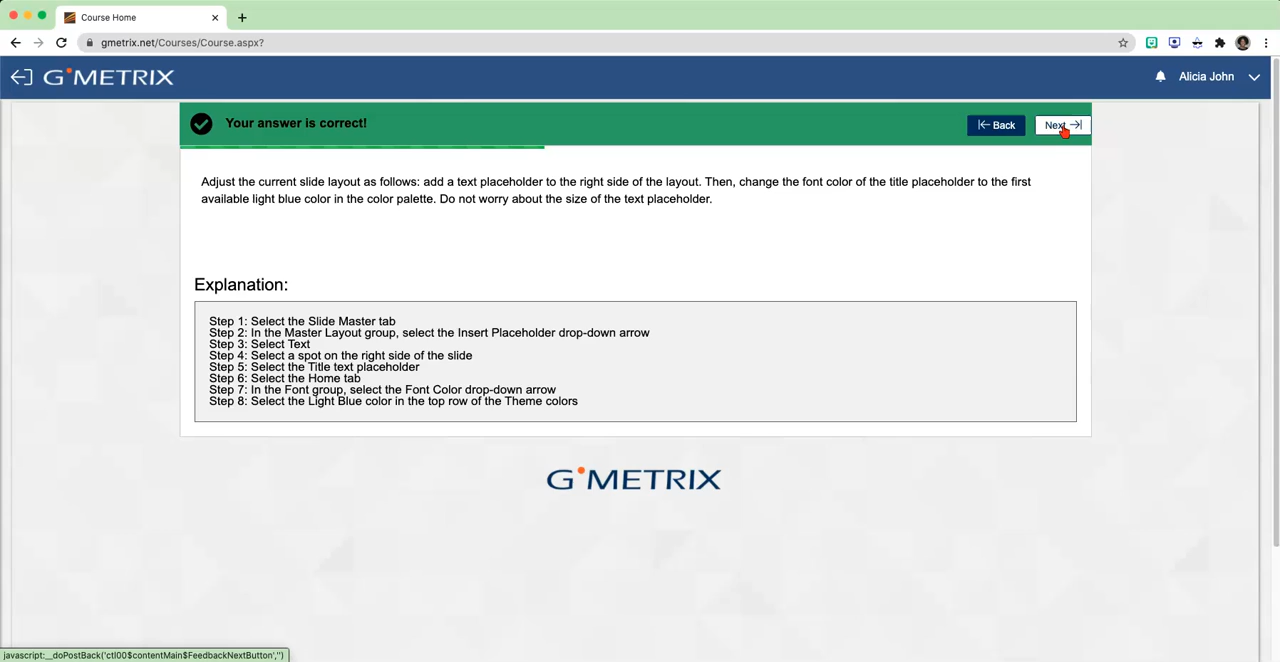 Course Home
gmetrix.net/Courses/Course.aspx?
G METRIX
Alicia John
Your answer is correct!
Back
Next
Adjust the current slide layout as follows: add a text placeholder to the right side of the layout. Then, change the font color of the title placeholder to the first
available light blue color in the color palette. Do not worry about the size of the text placeholder.
Explanation:
Step 1: Select the Slide Master tab
Step 2: In the Master Layout group, select the Insert Placeholder drop-down arrow
Step 3: Select Text
Step 4: Select a spot on the right side of the slide
Step 5: Select the Title text placeholder
Step 6: Select the Home tab
Step 7: In the Font group, select the Font Color drop-down arrow
Step 8: Select the Light Blue color in the top row of the Theme colors
G METRIX
javascript:__doPostBack('ctl00$contentMain$FeedbackNextButton','')